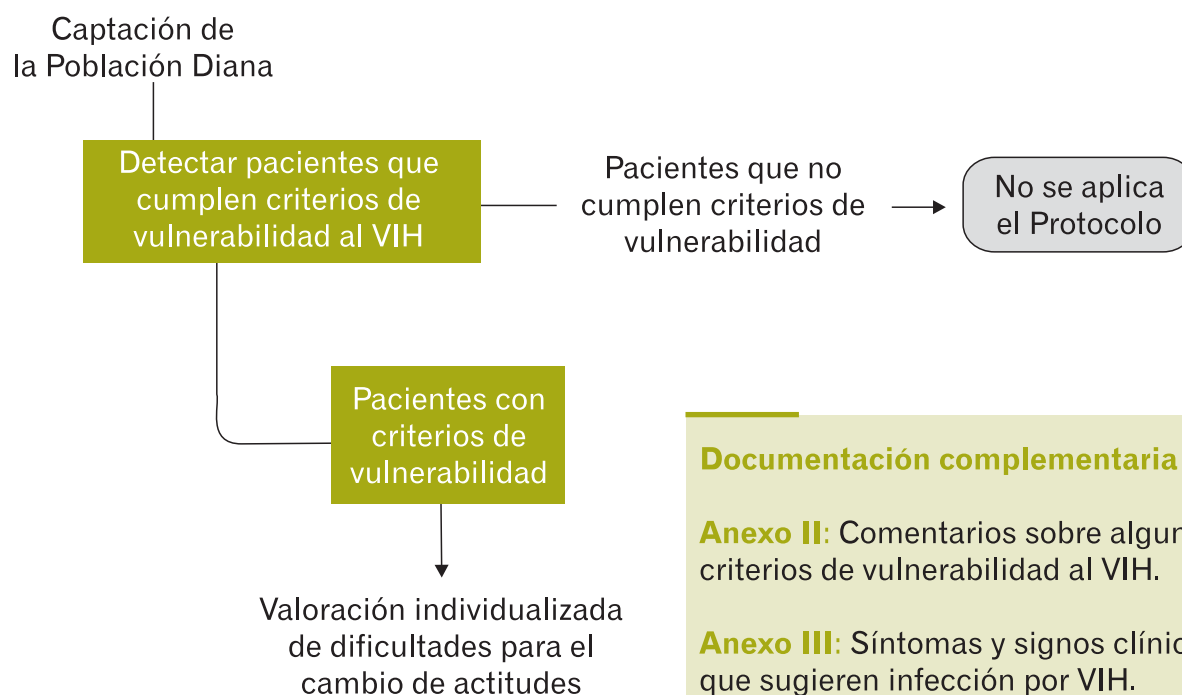 Captación de
la Población Diana
Detectar pacientes que
cumplen criterios de
vulnerabilidad al VIH
Pacientes que no
cumplen criterios de
vulnerabilidad
No se aplica
el Protocolo
Pacientes con
criterios de
vulnerabilidad
Valoración individualizada
de dificultades para el
cambio de actitudes
Documentación complementaria
Anexo II: Comentarios sobre
criterios de vulnerabilidad al VIH.
Anexo III: Síntomas y signos
que sugieren infección por VIH.